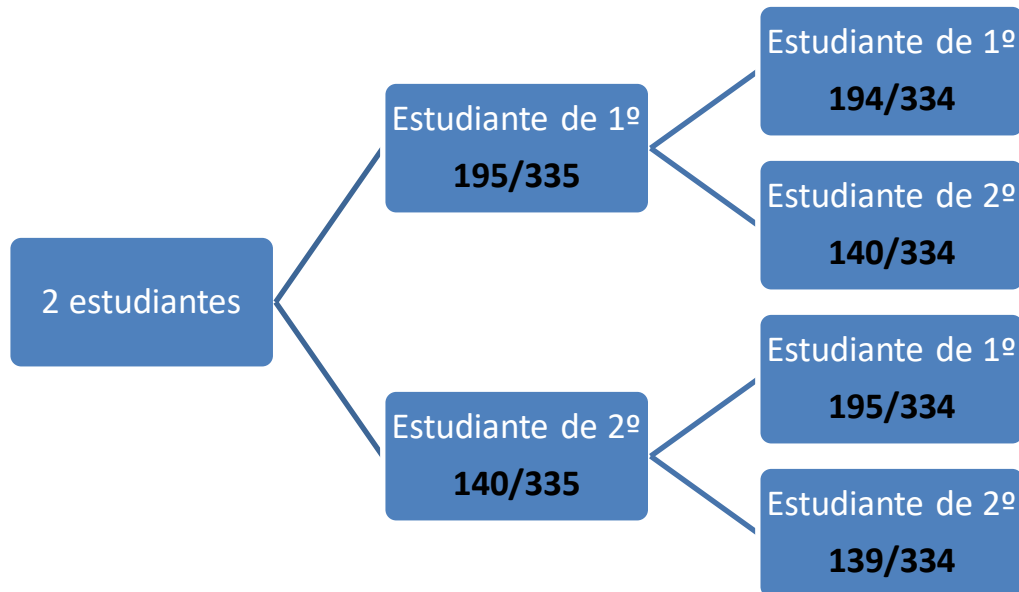 2 estudiantes
Estudiante de 1º
195/335
Estudiante de 1º
194/334
Estudiante de 2º
140/334
Estudiante de 2º
140/335
Estudiante de 1º
195/334
Estudiante de 2º
139/334